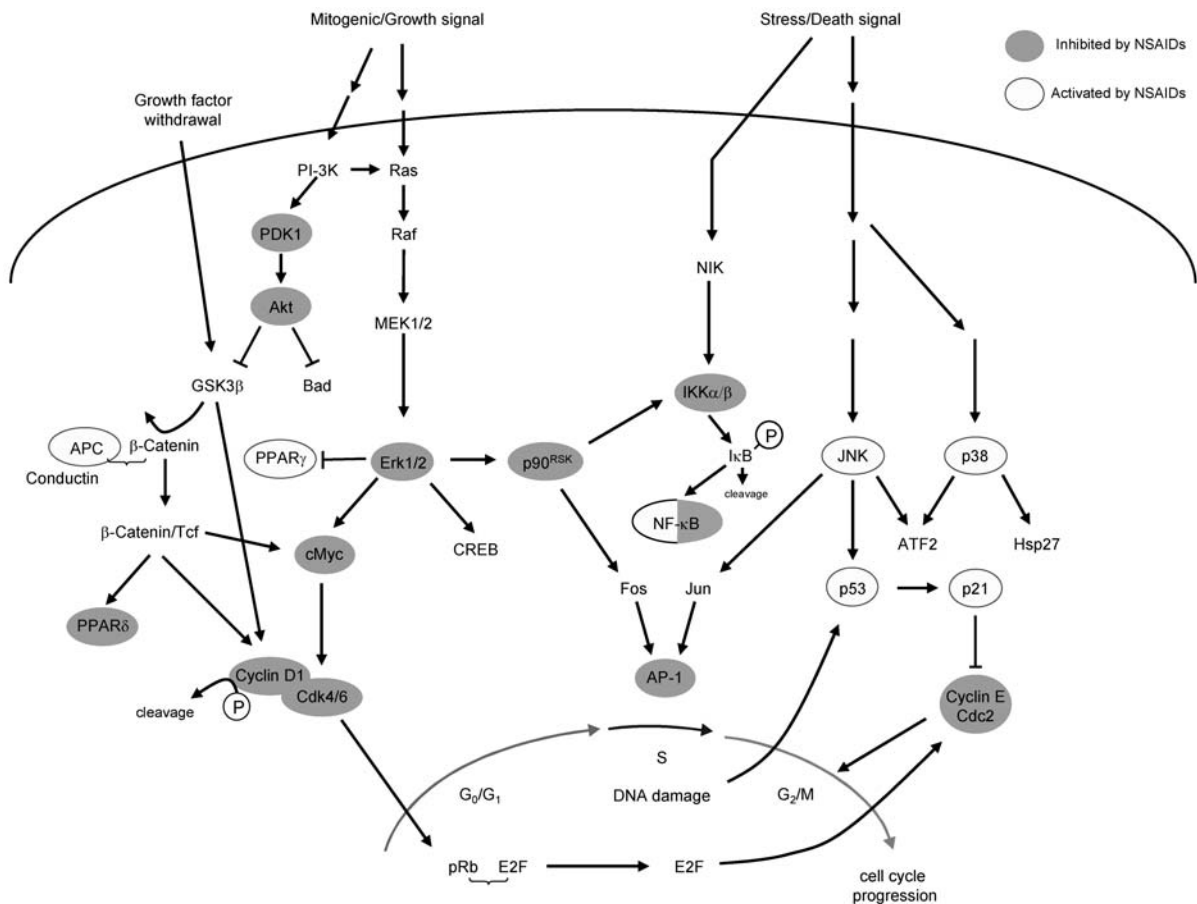 Mitogenic/Growth signal
Stress/Death signal
Inhibited by NSAIDs
Activated by NSAIDs
Growth factor
withdrawal
PI-3K
Ras
PDK1
Raf
NIK
Akt
MEK1/2
GSK3β
Bad
IKKα/β
APC
β-Catenin
Conductin
PPARγ
Erk1/2
p90RSK
IκB
P
cleavage
JNK
p38
NF-κB
β-Catenin/Tcf
cMyc
CREB
ATF2
Hsp27
PPARδ
Fos
Jun
p53
p21
Cyclin D1
Cdk4/6
P
cleavage
AP-1
Cyclin E
Cdc2
S
G0/G1
DNA damage
G2/M
pRb
E2F
E2F
cell cycle
progression